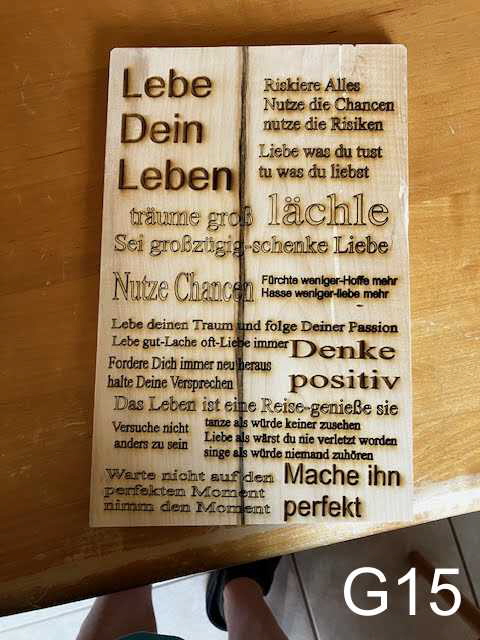 Lebe
Dein
Leben
Riskiere Alles
Nutze die Chancen
nutze die Risiken
Liebe was du tust
tu was du liebst
träume groß
lächle
Sei großzügig-schenke Liebe
Nutze Chancen
Fürchte weniger-Hoffe mehr
Hasse weniger-liebe mehr
Lebe deinen Traum und folge Deiner Passion
Lebe gut-Lache oft-Liebe immer
Denke
positiv
Fordere Dich immer neu heraus
halte Deine Versprechen
Das Leben ist eine Reise-genieße sie
Versuche nicht
anders zu sein
tanze als würde keiner zusehen
Liebe als wärst du nie verletzt worden
singe als würde niemand zuhören
Warte nicht auf den
perfekten Moment
nimm den Moment
Mache ihn
perfekt
G15